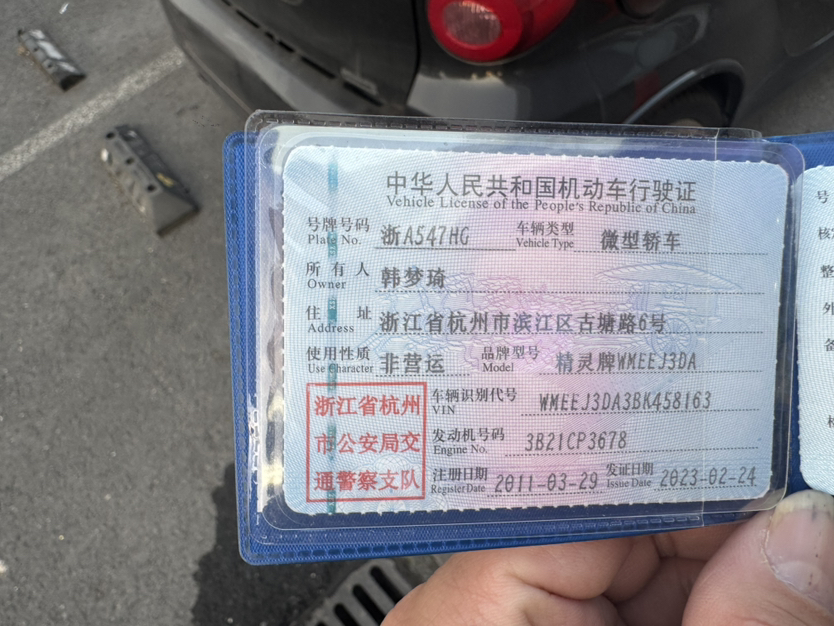 中华人民共和国机动车行驶证
Vehicle License of the People's Republic of China
号牌号码 浙A547HG 车辆类型 微型轿车
Plate No. Vehicle Type
所有人 韩梦琦
Owner
住址 浙江省杭州市滨江区古塘路6号
Address
使用性质 非营运 品牌型号 精灵牌WMEEJ3DA
Use Character Model
浙江省杭州
市公安局交
通警察支队
车辆识别代号 WMEEJ3DA3BK458163
VIN
发动机号码 3B21CP3678
Engine No.
注册日期 2011-03-29 发证日期 2023-02-24
Register Date Issue Date
号
核
整
外
备